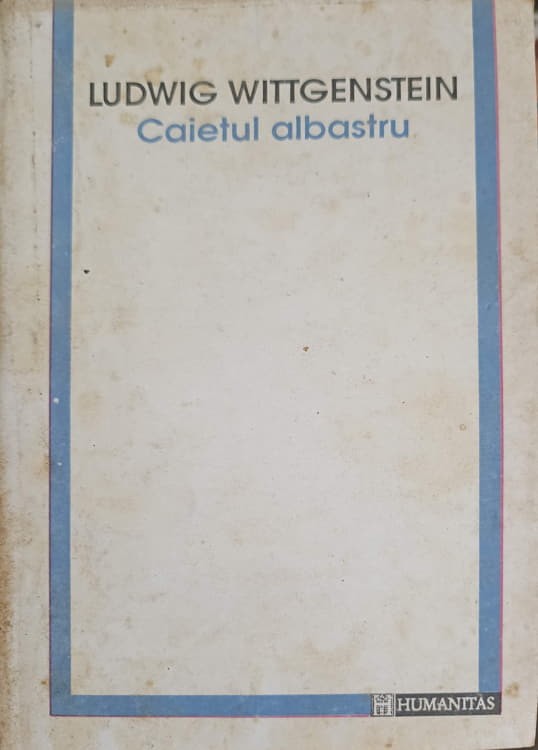 LUDWIG WITTGENSTEIN
Caietul albastru
HUMANITAS